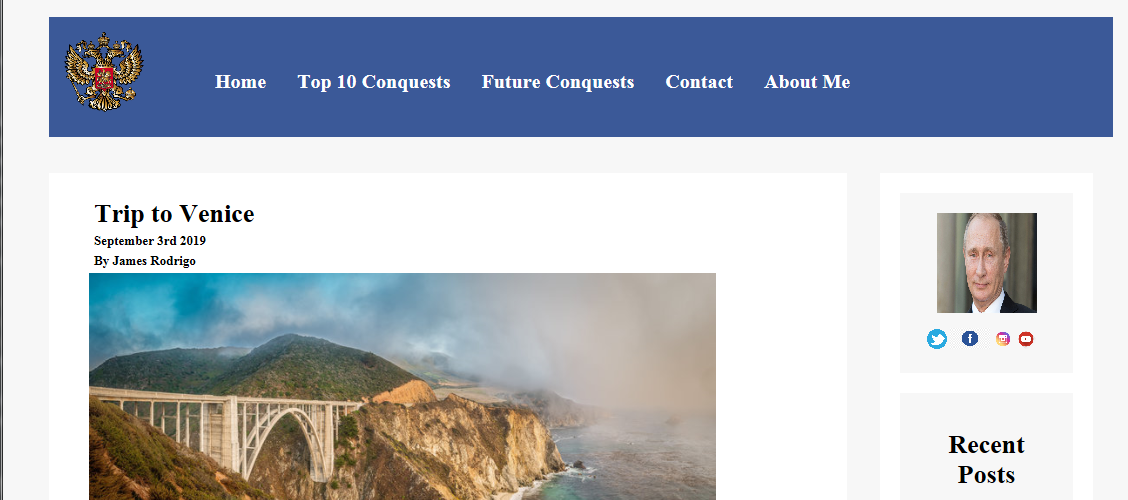 Home Top 10 Conquests Future Conquests Contact About Me
Trip to Venice
September 3rd 2019
By James Rodrigo
Recent
Posts